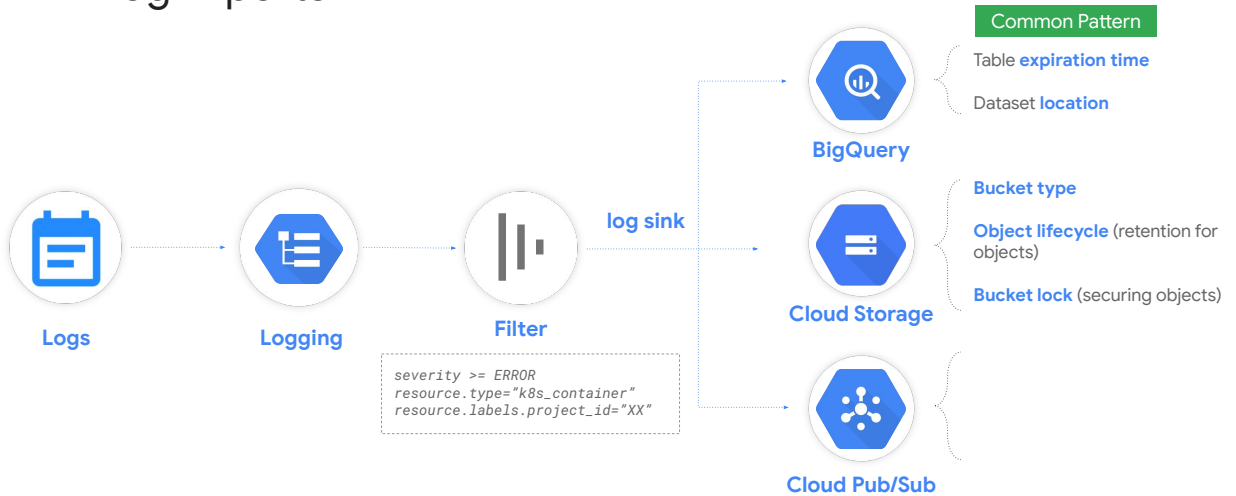 Common Pattern
Table expiration time
Dataset location
BigQuery
Bucket type
log sink
Object lifecycle (retention for
objects)
Bucket lock (securing objects)
Cloud Storage
Logs
Logging
Filter
severity >= ERROR
resource.type="k8s_container"
resource.labels.project_id="XX"
Cloud Pub/Sub